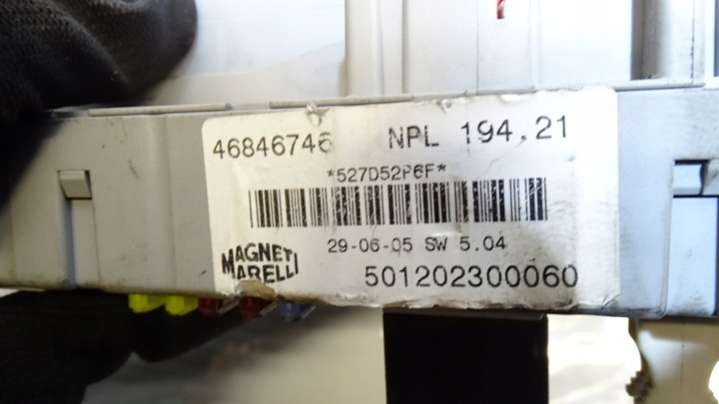 46846746 NPL 194.21
*527D52P6F*
29-06-05 SW 5.04
MAGNETI
MARELLI
501202300060